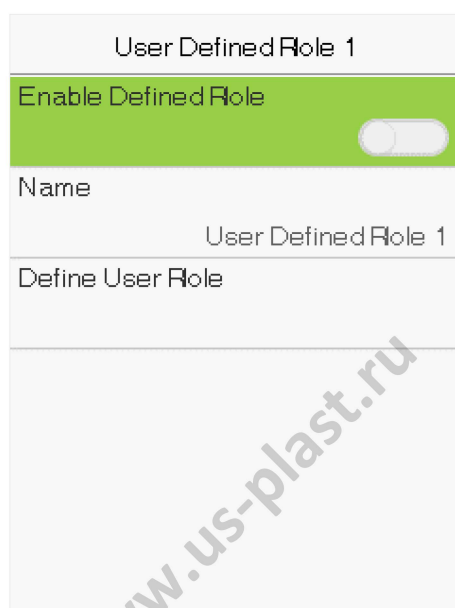 User Defined Role 1
Enable Defined Role
Name
User Defined Role 1
Define User Role
www.us-plast.ru